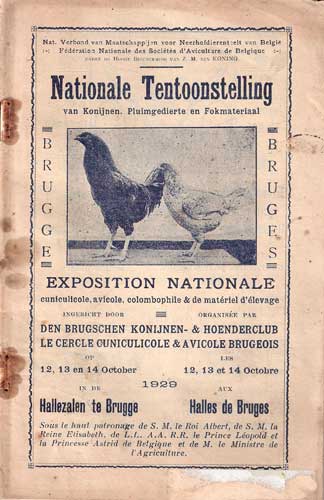 Nat. Verbond van Maatschappijen voor Neerhofdierenteelt van België
Fédération Nationale des Sociétés d'Aviculture de Belgique
ONDER DE HOOGE BESCHERMING VAN Z. M. DEN KONING
Nationale Tentoonstelling
van Konijnen, Pluimgedierte en Fokmateriaal
BRUGGE
BRUGES
EXPOSITION NATIONALE
cuniculicole, avicole, colombophile & de matériel d'élevage
INGERICHT DOOR
ORGANISÉE PAR
DEN BRUGSCHEN KONIJNEN- & HOENDERCLUB
LE CERCLE CUNICULICOLE & AVICOLE BRUGEOIS
OP
LES
12, 13 en 14 October
12, 13 et 14 Octobre
1929
IN DE
AUX
Hallezalen te Brugge
Halles de Bruges
Sous le haut patronage de S. M. le Roi Albert, de S. M. la
Reine Elisabeth, de L.L. A.A. R.R. le Prince Léopold et
la Princesse Astrid de Belgique et de M. le Ministre de
l'Agriculture.